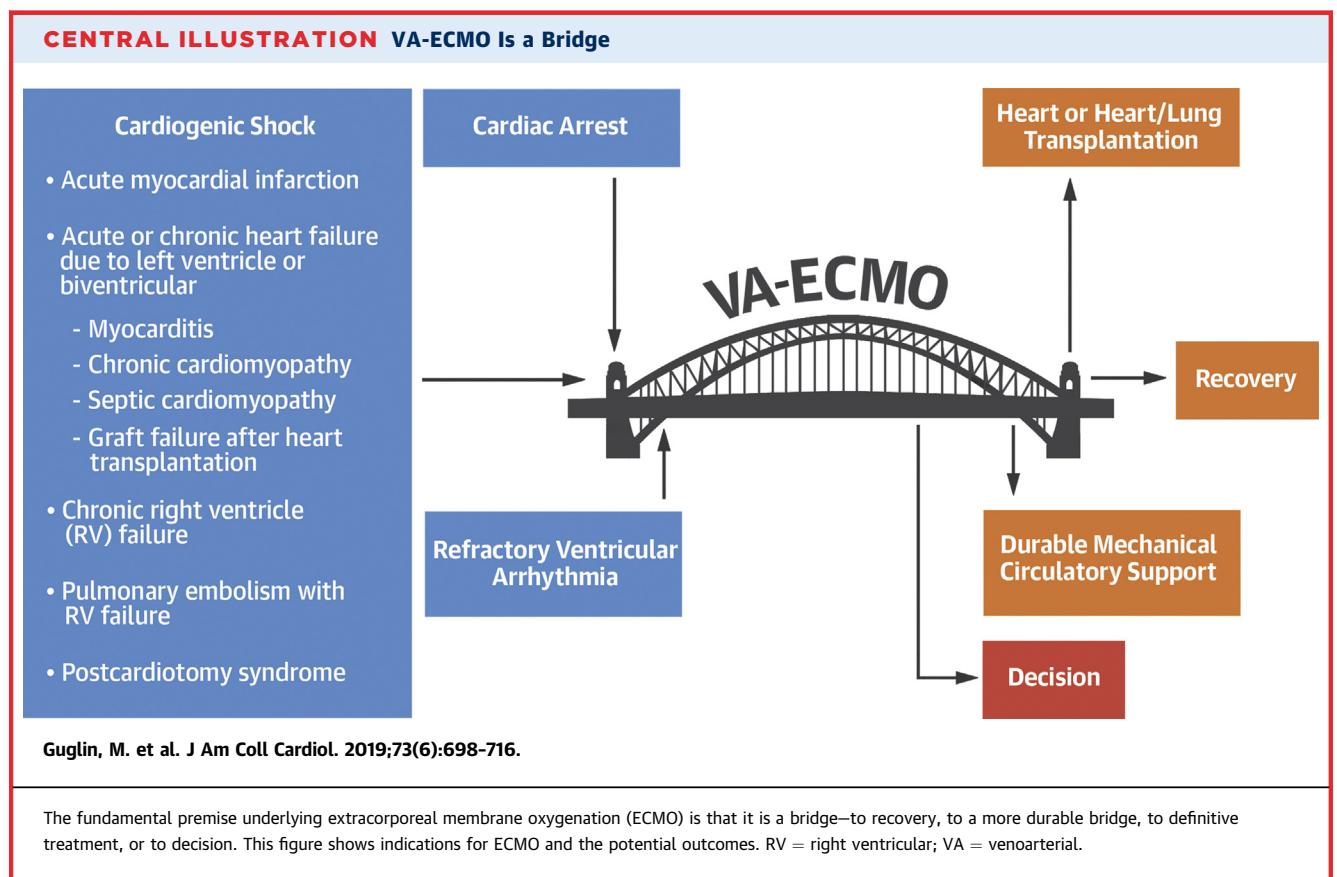 CENTRAL ILLUSTRATION VA-ECMO Is a Bridge
Cardiogenic Shock
• Acute myocardial infarction
• Acute or chronic heart failure
due to left ventricle or
biventricular
- Myocarditis
- Chronic cardiomyopathy
- Septic cardiomyopathy
- Graft failure after heart
transplantation
• Chronic right ventricle
(RV) failure
• Pulmonary embolism with
RV failure
• Postcardiotomy syndrome
Cardiac Arrest
Refractory Ventricular
Arrhythmia
VA-ECMO
Heart or Heart/Lung
Transplantation
Recovery
Durable Mechanical
Circulatory Support
Decision
Guglin, M. et al. J Am Coll Cardiol. 2019;73(6):698–716.
The fundamental premise underlying extracorporeal membrane oxygenation (ECMO) is that it is a bridge—to recovery, to a more durable bridge, to definitive
treatment, or to decision. This figure shows indications for ECMO and the potential outcomes. RV = right ventricular; VA = venoarterial.